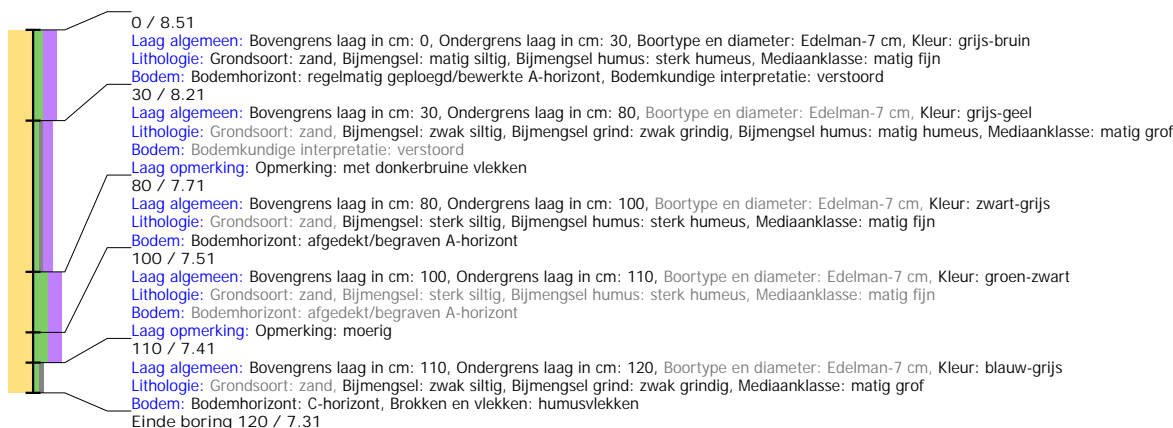 0 / 8.51
Laag algemeen: Bovengrens laag in cm: 0, Ondergrens laag in cm: 30, Boortype en diameter: Edelman-7 cm, Kleur: grijs-bruin
Lithologie: Grondsoort: zand, Bijmengsel: matig siltig, Bijmengsel humus: sterk humeus, Mediaanklasse: matig fijn
Bodem: Bodemhorizont: regelmatig geploegd/bewerkte A-horizont, Bodemkundige interpretatie: verstoord
30 / 8.21
Laag algemeen: Bovengrens laag in cm: 30, Ondergrens laag in cm: 80, Boortype en diameter: Edelman-7 cm, Kleur: grijs-geel
Lithologie: Grondsoort: zand, Bijmengsel: zwak siltig, Bijmengsel grind: zwak grindig, Bijmengsel humus: matig humeus, Mediaanklasse: matig grof
Bodem: Bodemkundige interpretatie: verstoord
Laag opmerking: Opmerking: met donkerbruine vlekken
80 / 7.71
Laag algemeen: Bovengrens laag in cm: 80, Ondergrens laag in cm: 100, Boortype en diameter: Edelman-7 cm, Kleur: zwart-grijs
Lithologie: Grondsoort: zand, Bijmengsel: sterk siltig, Bijmengsel humus: sterk humeus, Mediaanklasse: matig fijn
Bodem: Bodemhorizont: afgedekt/begraven A-horizont
100 / 7.51
Laag algemeen: Bovengrens laag in cm: 100, Ondergrens laag in cm: 110, Boortype en diameter: Edelman-7 cm, Kleur: groen-zwart
Lithologie: Grondsoort: zand, Bijmengsel: sterk siltig, Bijmengsel humus: sterk humeus, Mediaanklasse: matig fijn
Bodem: Bodemhorizont: afgedekt/begraven A-horizont
Laag opmerking: Opmerking: moerig
110 / 7.41
Laag algemeen: Bovengrens laag in cm: 110, Ondergrens laag in cm: 120, Boortype en diameter: Edelman-7 cm, Kleur: blauw-grijs
Lithologie: Grondsoort: zand, Bijmengsel: zwak siltig, Bijmengsel grind: zwak grindig, Mediaanklasse: matig grof
Bodem: Bodemhorizont: C-horizont, Brokken en vlekken: humusvlekken
Einde boring 120 / 7.31